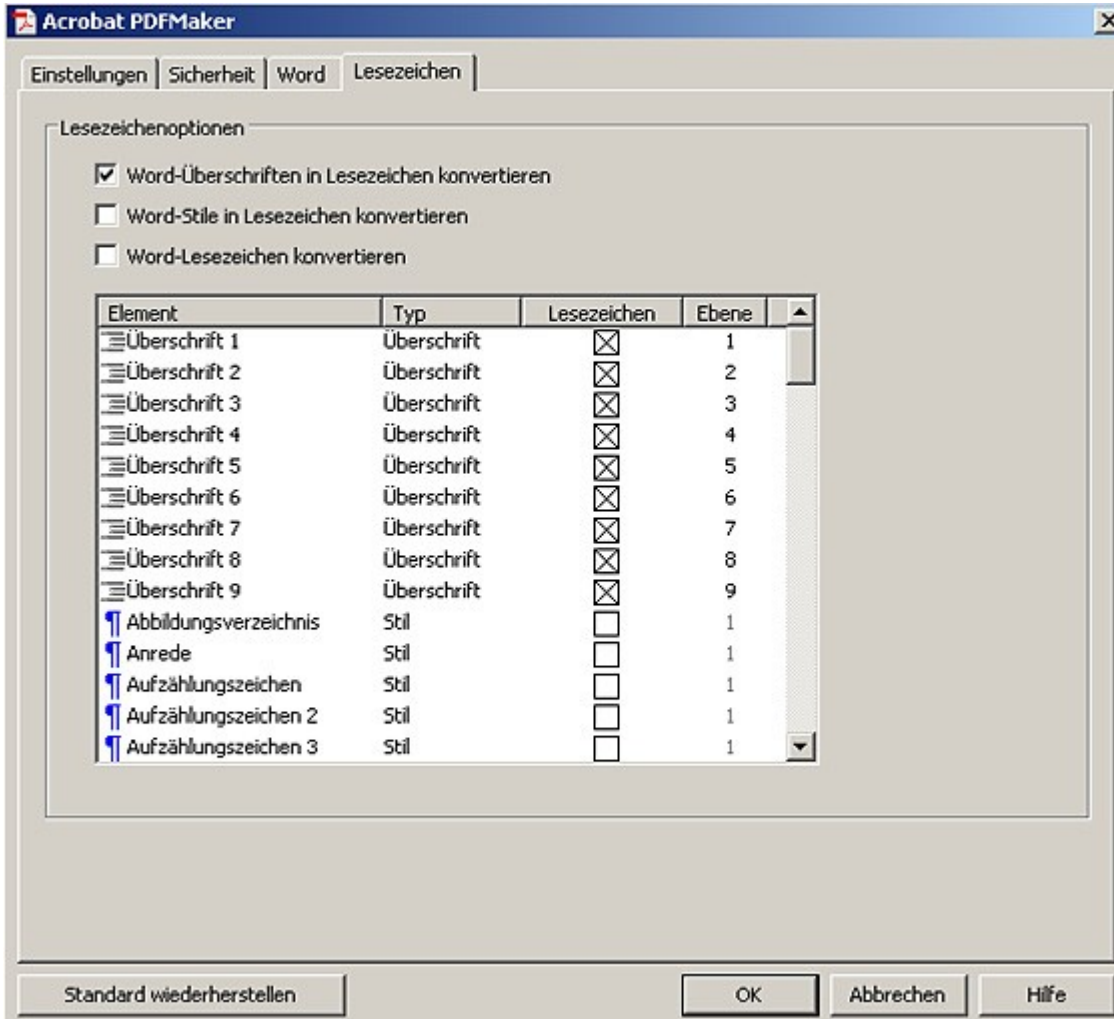 Acrobat PDFMaker
Einstellungen Sicherheit Word Lesezeichen
Lesezeichenoptionen
Word-Überschriften in Lesezeichen konvertieren
Word-Stile in Lesezeichen konvertieren
Word-Lesezeichen konvertieren
Element Typ Lesezeichen Ebene
Überschrift 1 Überschrift 1
Überschrift 2 Überschrift 2
Überschrift 3 Überschrift 3
Überschrift 4 Überschrift 4
Überschrift 5 Überschrift 5
Überschrift 6 Überschrift 6
Überschrift 7 Überschrift 7
Überschrift 8 Überschrift 8
Überschrift 9 Überschrift 9
¶ Abbildungsverzeichnis Stil 1
¶ Anrede Stil 1
¶ Aufzählungszeichen Stil 1
¶ Aufzählungszeichen 2 Stil 1
¶ Aufzählungszeichen 3 Stil 1
Standard wiederherstellen OK Abbrechen Hilfe